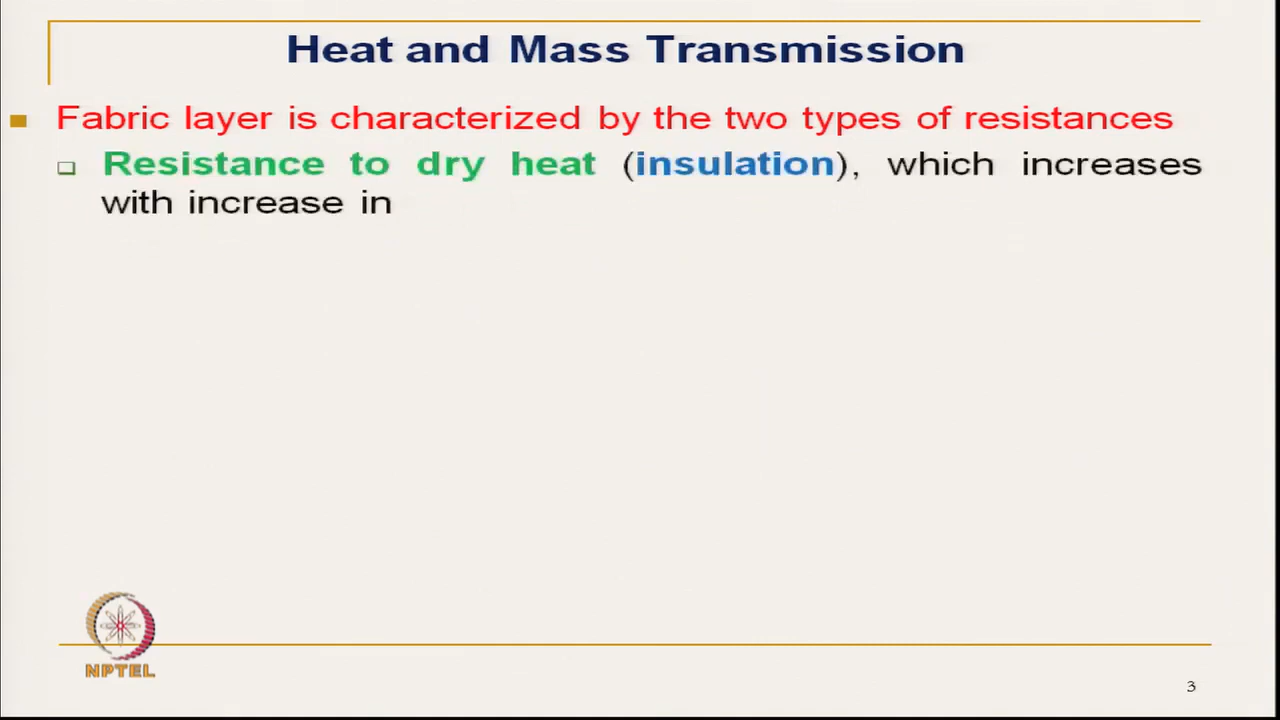 Heat and Mass Transmission
Fabric layer is characterized by the two types of resistances
Resistance to dry heat (insulation), which increases
with increase in
NPTEL
3